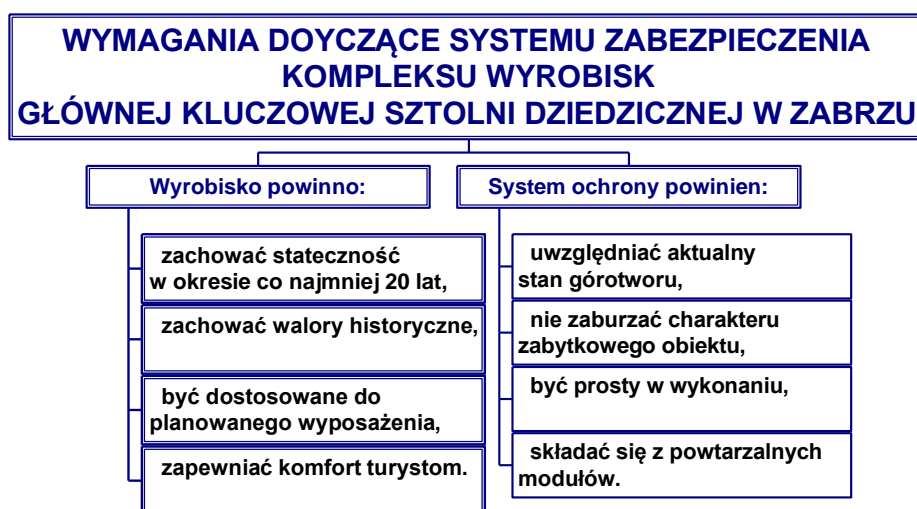 WYMAGANIA DOYCZĄCE SYSTEMU ZABEZPIECZENIA
KOMPLEKSU WYROBISK
GŁÓWNEJ KLUCZOWEJ SZTOLNI DZIEDZICZNEJ W ZABRZU
Wyrobisko powinno:
zachować stateczność
w okresie co najmniej 20 lat,
zachować walory historyczne,
być dostosowane do
planowanego wyposażenia,
zapewniać komfort turystom.
System ochrony powinien:
uwzględniać aktualny
stan górotworu,
nie zaburzać charakteru
zabytkowego obiektu,
być prosty w wykonaniu,
składać się z powtarzalnych
modułów.